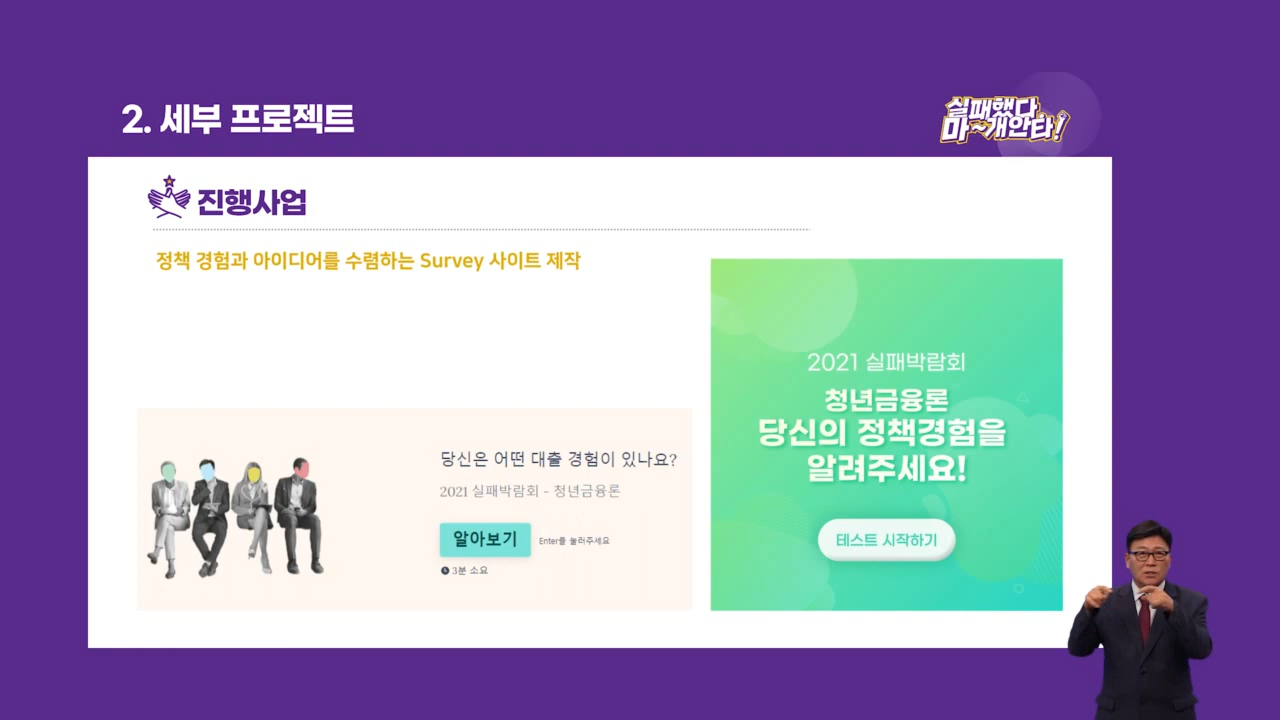 2. 세부 프로젝트
실패했다,
마~개안타!
진행사업
정책 경험과 아이디어를 수렴하는 Survey 사이트 제작
2021 실패박람회
청년금융론
당신의 정책경험을
알려주세요!
테스트 시작하기
당신은 어떤 대출 경험이 있나요?
2021 실패박람회 - 청년금융론
알아보기 Enter를 눌러주세요
3분 소요